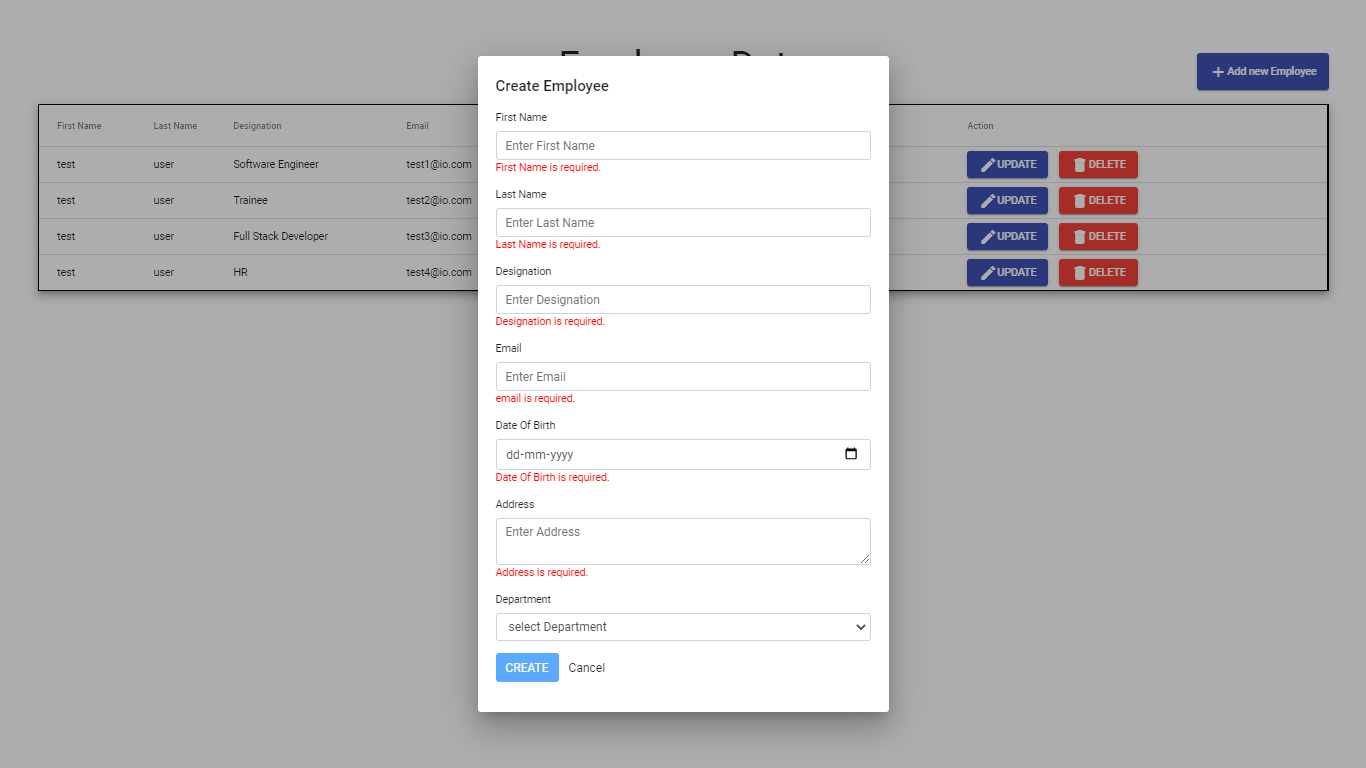 Add new Employee
Create Employee
First Name Last Name Designation Email Action
test user Software Engineer test1@io.com UPDATE DELETE
test user Trainee test2@io.com UPDATE DELETE
test user Full Stack Developer test3@io.com UPDATE DELETE
test user HR test4@io.com UPDATE DELETE
First Name
Enter First Name
First Name is required.
Last Name
Enter Last Name
Last Name is required.
Designation
Enter Designation
Designation is required.
Email
Enter Email
email is required.
Date Of Birth
dd-mm-yyyy
Date Of Birth is required.
Address
Enter Address
Address is required.
Department
select Department
CREATE Cancel